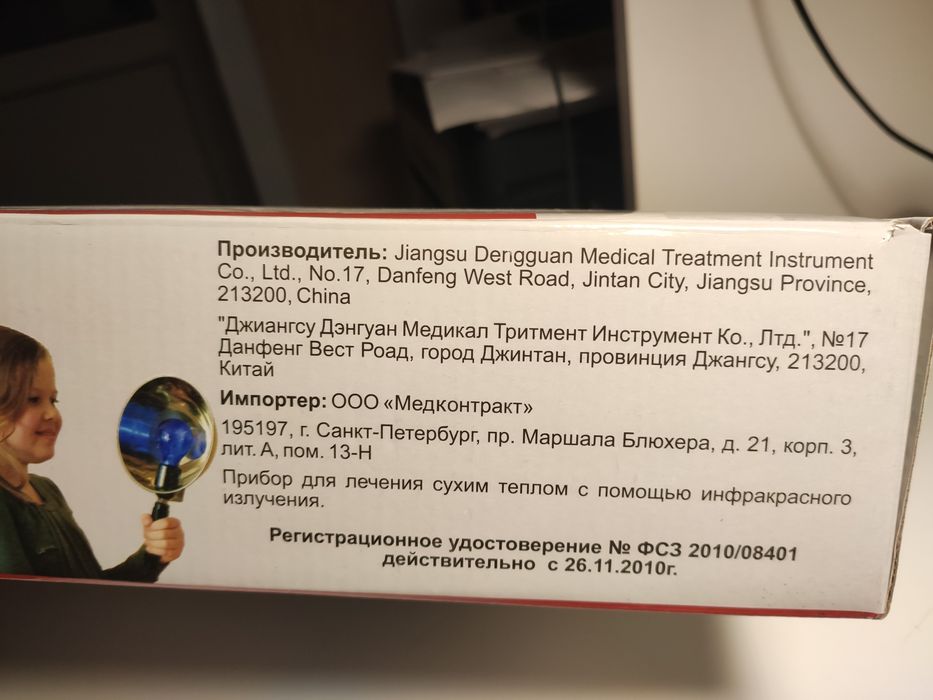 Производитель: Jiangsu Dengguan Medical Treatment Instrument
Co., Ltd., No.17, Danfeng West Road, Jintan City, Jiangsu Province,
213200, China
"Джиангсу Дэнгуан Медикал Тритмент Инструмент Ко., Лтд.", №17
Данфенг Вест Роад, город Джинтан, провинция Джангсу, 213200,
Китай
Импортер: ООО «Медконтракт»
195197, г. Санкт-Петербург, пр. Маршала Блюхера, д. 21, корп. 3,
лит. А, пом. 13-Н
Прибор для лечения сухим теплом с помощью инфракрасного
излучения.
Регистрационное удостоверение № ФСЗ 2010/08401
действительно с 26.11.2010г.